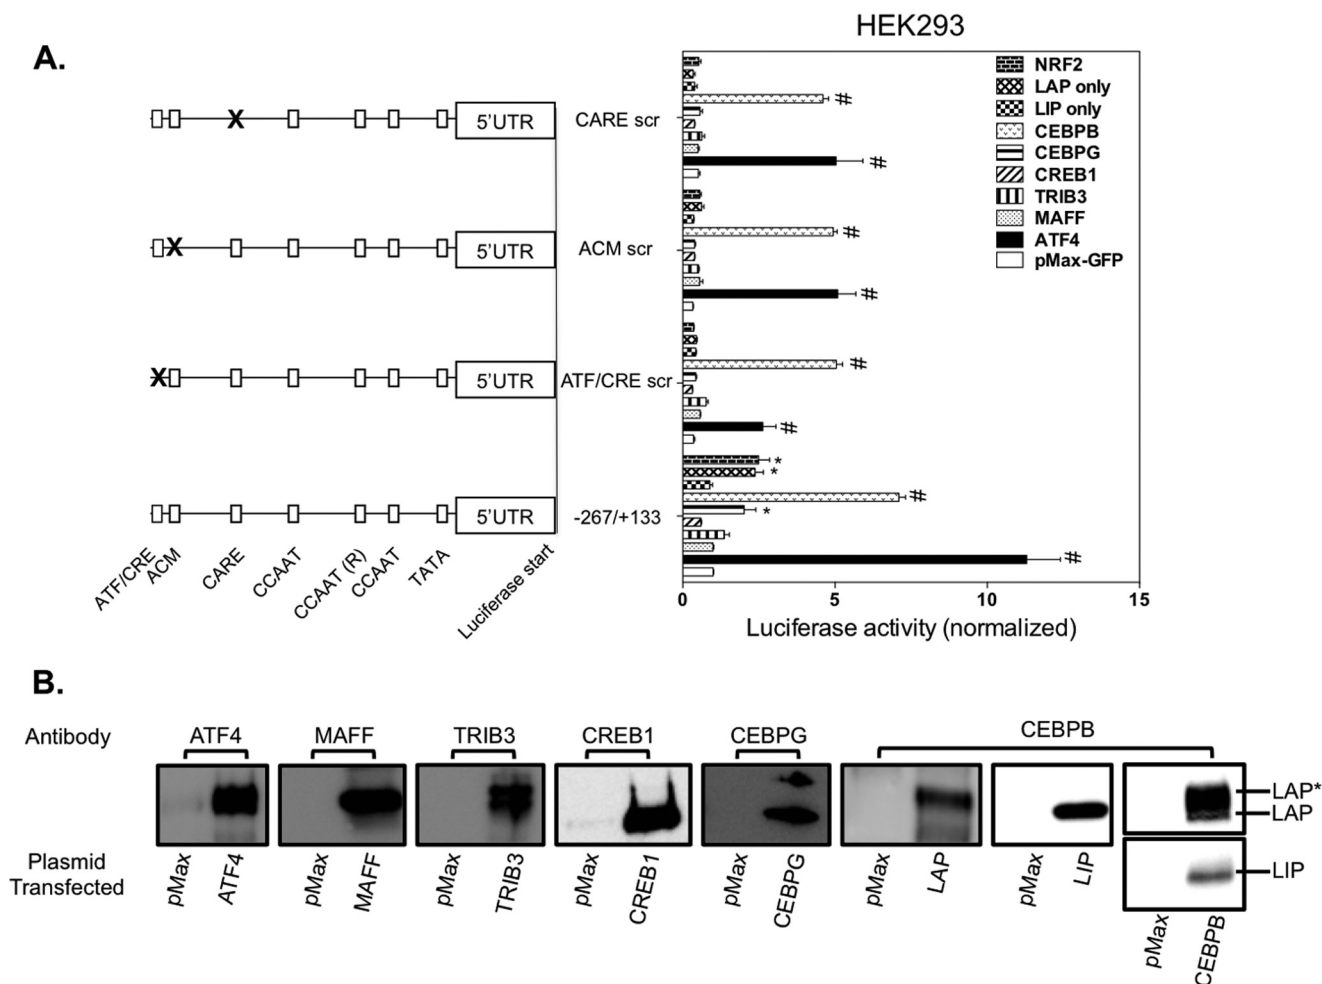 A.
HEK293
NRF2
LAP only
LIP only
CEBPB
CEBPG
CREB1
TRIB3
MAFF
ATF4
pMax-GFP
X
5'UTR
CARE scr
#
#
X
5'UTR
ACM scr
#
#
X
5'UTR
ATF/CRE scr
#
#
5'UTR
-267/+133
*
*
#
*
#
ATF/CRE
ACM
CARE
CCAAT
CCAAT (R)
CCAAT
TATA
Luciferase start
0 5 10 15
Luciferase activity (normalized)
B.
Antibody
ATF4
MAFF
TRIB3
CREB1
CEBPG
CEBPB
LAP*
LAP
LIP
Plasmid
Transfected
pMax
ATF4
pMax
MAFF
pMax
TRIB3
pMax
CREB1
pMax
CEBPG
pMax
LAP
pMax
LIP
pMax
CEBPB